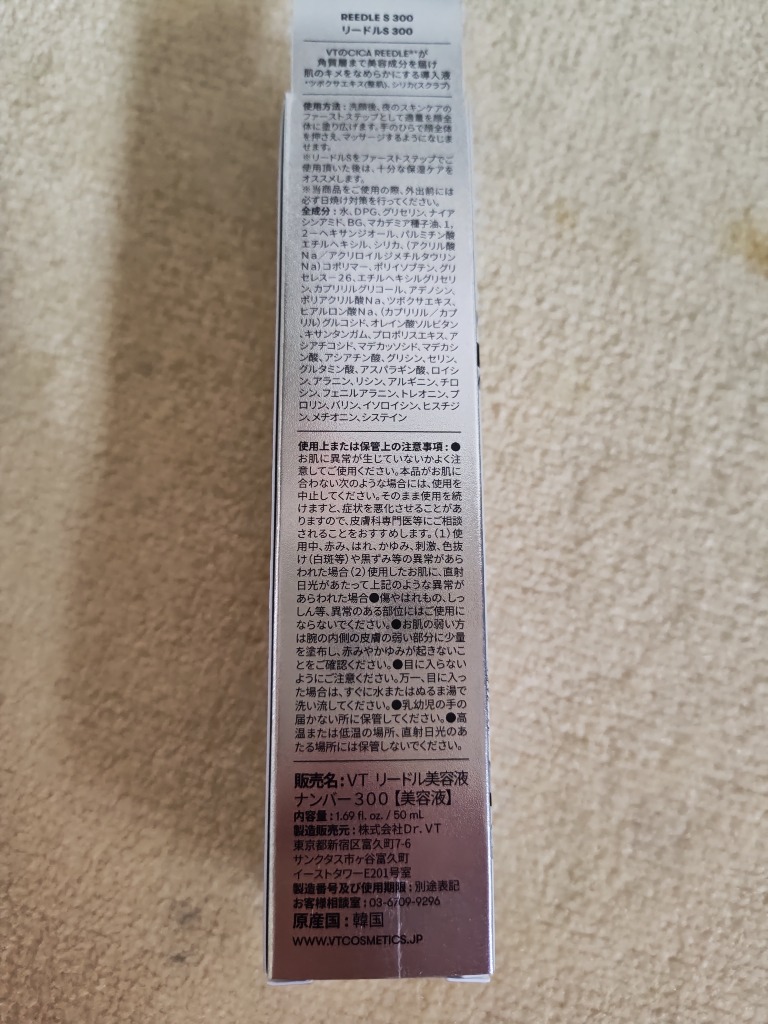 REEDLE S 300
リードルS 300
VTのCICA REEDLE™*が
角質層まで美容成分を届け
肌のキメをなめらかにする導入液
*ツボクサエキス(整肌)、シリカ(スクラブ)
使用方法：洗顔後、夜のスキンケアの
ファーストステップとして適量を顔全
体に塗り広げます。手のひらで顔全体
を押さえ、マッサージするようになじま
せます。
※リードルSをファーストステップでご
使用頂いた後は、十分な保湿ケアを
オススメします。
※当商品をご使用の際、外出前には
必ず日焼け対策を行ってください。
全成分：水、DPG、グリセリン、ナイア
シンアミド、BG、マカデミア種子油、1,
2－ヘキサンジオール、パルミチン酸
エチルヘキシル、シリカ、(アクリル酸
Na／アクリロイルジメチルタウリン
Na)コポリマー、ポリイソブテン、グリ
セレス－26、エチルヘキシルグリセリ
ン、カプリリルグリコール、アデノシン、
ポリアクリル酸Na、ツボクサエキス、
ヒアルロン酸Na、(カプリリル／カプ
リル)グルコシド、オレイン酸ソルビタン
、キサンタンガム、プロポリスエキス、ア
シアチコシド、マデカッソシド、マデカシ
ン酸、アシアチン酸、グリシン、セリン、
グルタミン酸、アスパラギン酸、ロイシ
ン、アラニン、リシン、アルギニン、チロ
シン、フェニルアラニン、トレオニン、プ
ロリン、バリン、イソロイシン、ヒスチジ
ン、メチオニン、システイン
使用上または保管上の注意事項：●
お肌に異常が生じていないかよく注
意してご使用ください。本品がお肌に
合わない次のような場合には、使用を
中止してください。そのまま使用を続
けますと、症状を悪化させることがあ
りますので、皮膚科専門医等にご相談
されることをおすすめします。(1)使
用中、赤み、はれ、かゆみ、刺激、色抜
け(白斑等)や黒ずみ等の異常があら
われた場合(2)使用したお肌に、直射
日光があたって上記のような異常が
あらわれた場合●傷やはれもの、しっ
しん等、異常のある部位にはご使用に
ならないでください。●お肌の弱い方
は腕の内側の皮膚の弱い部分に少量
を塗布し、赤みやかゆみが起きないこ
とをご確認ください。●目に入らない
ようにご注意ください。万一、目に入っ
た場合は、すぐに水またはぬるま湯で
洗い流してください。●乳幼児の手の
届かない所に保管してください。●高
温または低温の場所、直射日光のあ
たる場所には保管しないでください。
販売名：VT リードル美容液
ナンバー300【美容液】
内容量：1.69 fl. oz. / 50 mL
製造販売元：株式会社Dr. VT
東京都新宿区富久町7-6
サンクタス市ヶ谷富久町
イーストタワーE201号室
製造番号及び使用期限：別途表記
お客様相談室：03-6709-9296
原産国：韓国
WWW.VTCOSMETICS.JP